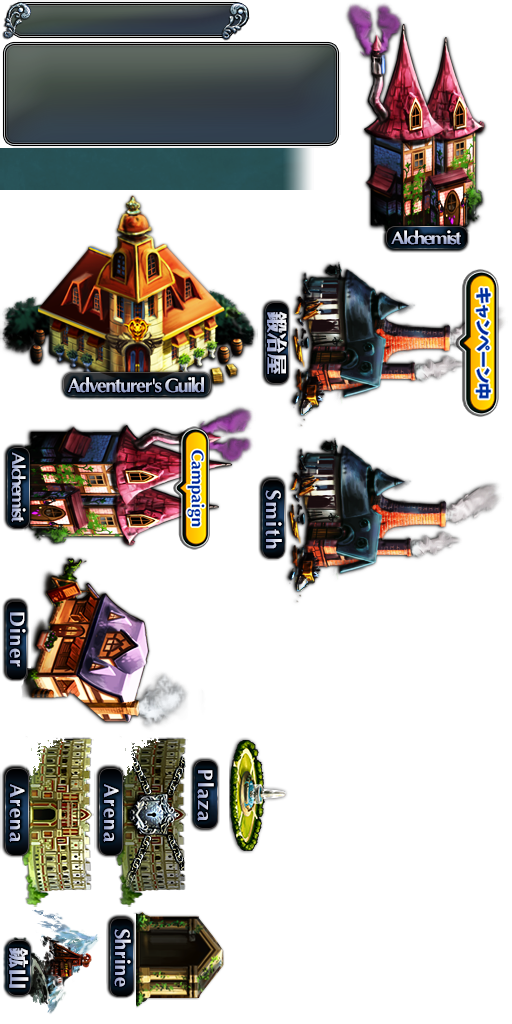 Alchemist
キャンペーン中
鍛冶屋
Adventurer's Guild
Campaign
Alchemist
Smith
Diner
Plaza
Arena
Arena
Shrine
鉱山